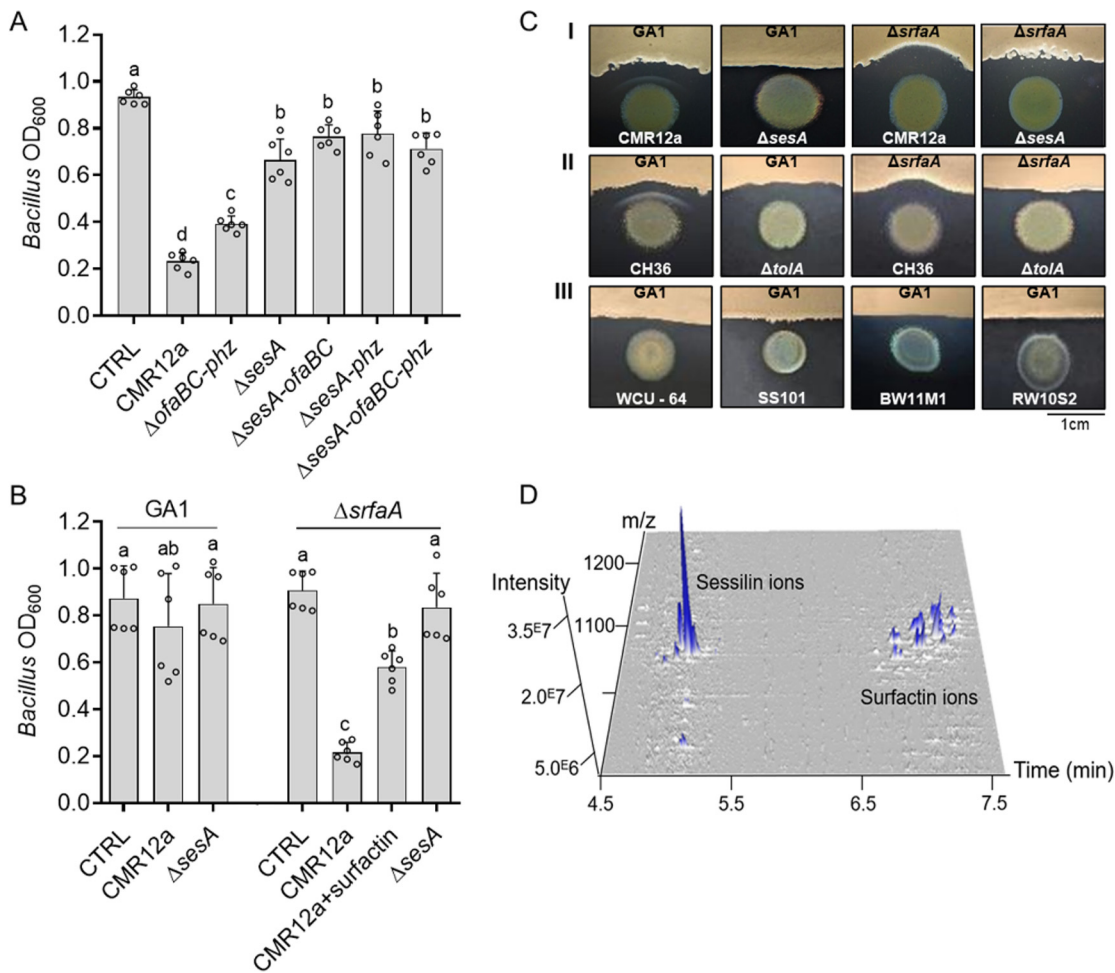 A
Bacillus OD600
1.2
1.0
0.8
0.6
0.4
0.2
0.0
a
d
c
b
b
b
b
CTRL
CMR12a
ΔofaBC-phz
ΔsesA
ΔsesA-ofaBC
ΔsesA-phz
ΔsesA-ofaBC-phz
C
I
GA1
CMR12a
GA1
ΔsesA
ΔsrfaA
CMR12a
ΔsrfaA
ΔsesA
II
GA1
CH36
GA1
ΔtolA
ΔsrfaA
CH36
ΔsrfaA
ΔtolA
III
GA1
WCU - 64
GA1
SS101
GA1
BW11M1
GA1
RW10S2
1cm
B
GA1
ΔsrfaA
Bacillus OD600
1.2
1.0
0.8
0.6
0.4
0.2
0.0
a
ab
a
a
c
b
a
CTRL
CMR12a
ΔsesA
CTRL
CMR12a
CMR12a+surfactin
ΔsesA
D
m/z
1200
1100
Intensity
3.5E7
2.0E7
5.0E6
Sessilin ions
Surfactin ions
Time (min)
4.5
5.5
6.5
7.5